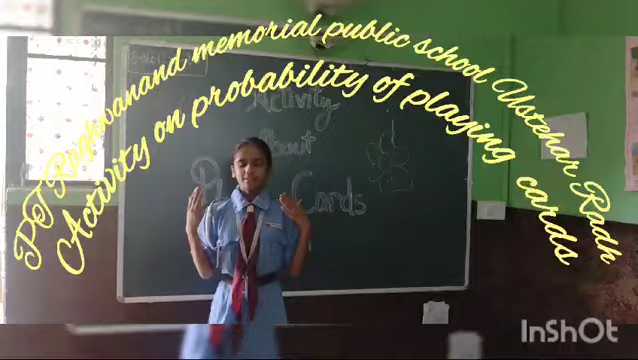 PT Raghwanand memorial public school Ustehar Radh
Activity on probability of playing cards
Activity
About
Cards
InShOt